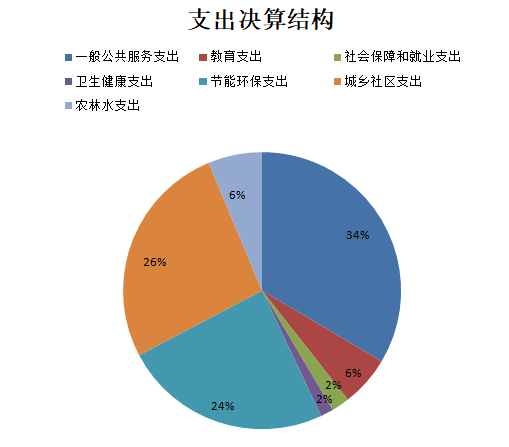 支出决算结构
一般公共服务支出 教育支出 社会保障和就业支出
卫生健康支出 节能环保支出 城乡社区支出
农林水支出
6%
34%
26%
6%
2%
2%
24%